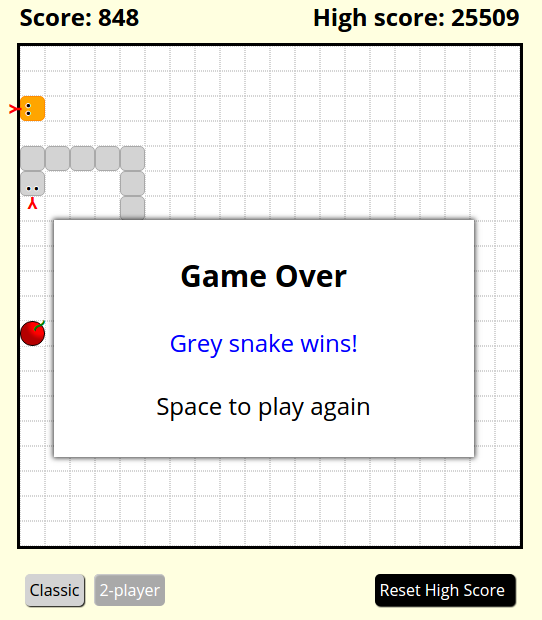 Score: 848
High score: 25509
Game Over
Grey snake wins!
Space to play again
Classic
2-player
Reset High Score